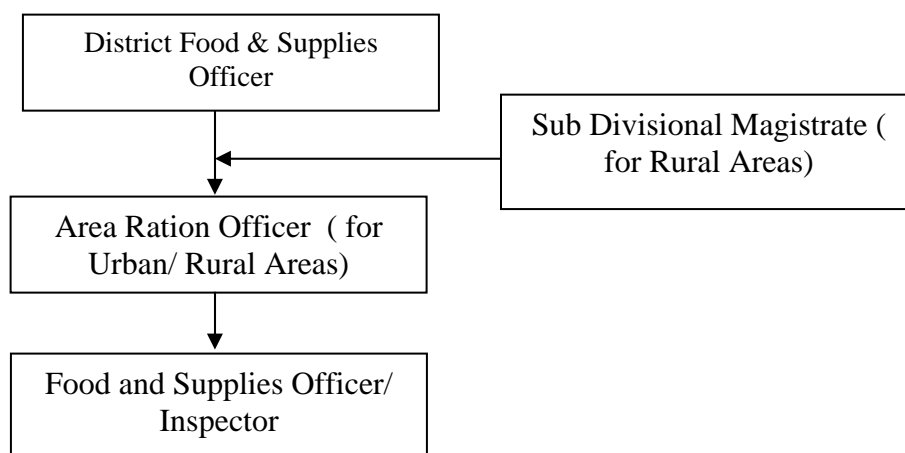 District Food & Supplies
Officer
Sub Divisional Magistrate (
for Rural Areas)
Area Ration Officer ( for
Urban/ Rural Areas)
Food and Supplies Officer/
Inspector